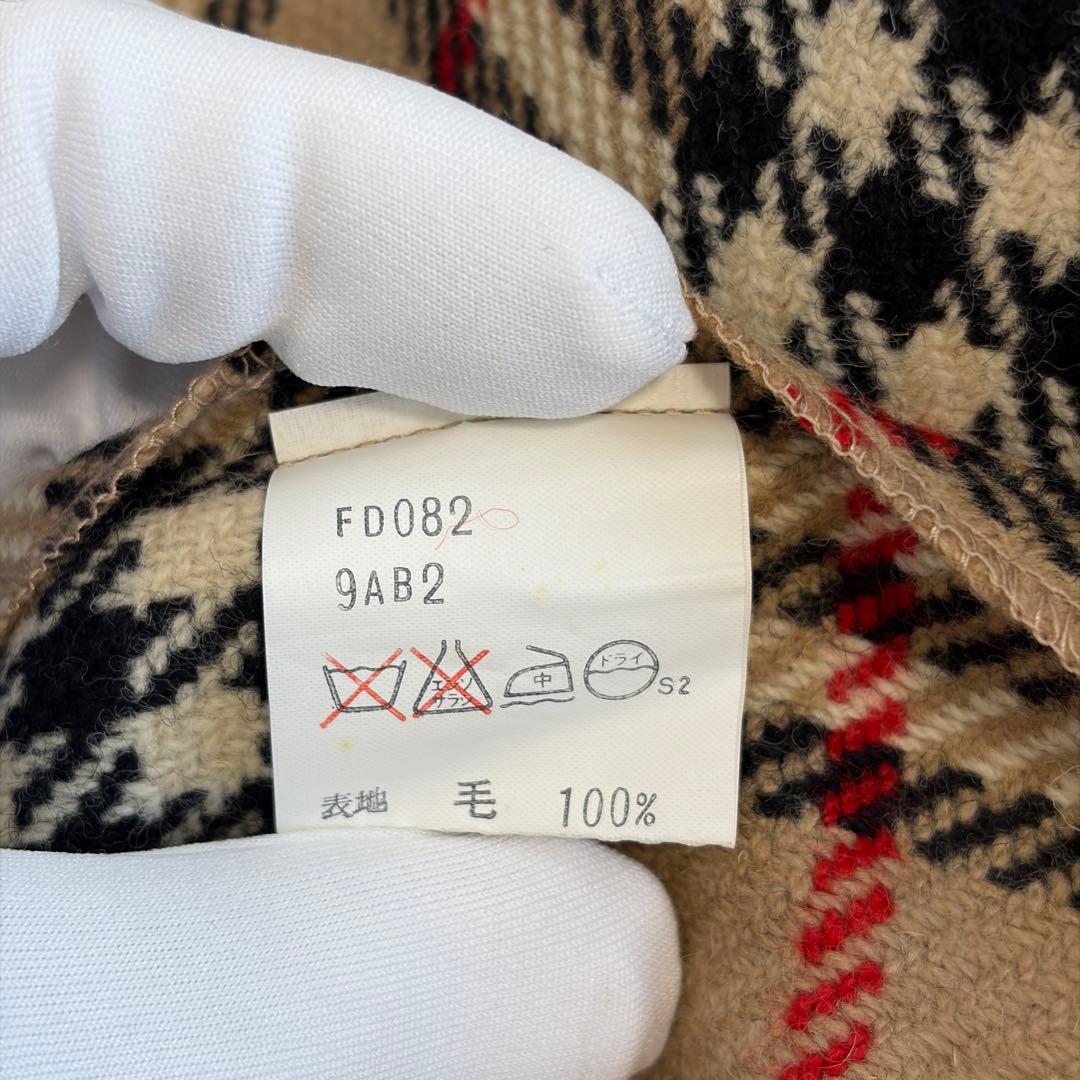 FD082
9AB2
エンソ
サラシ
中
ドライ
S2
表地 毛 100%